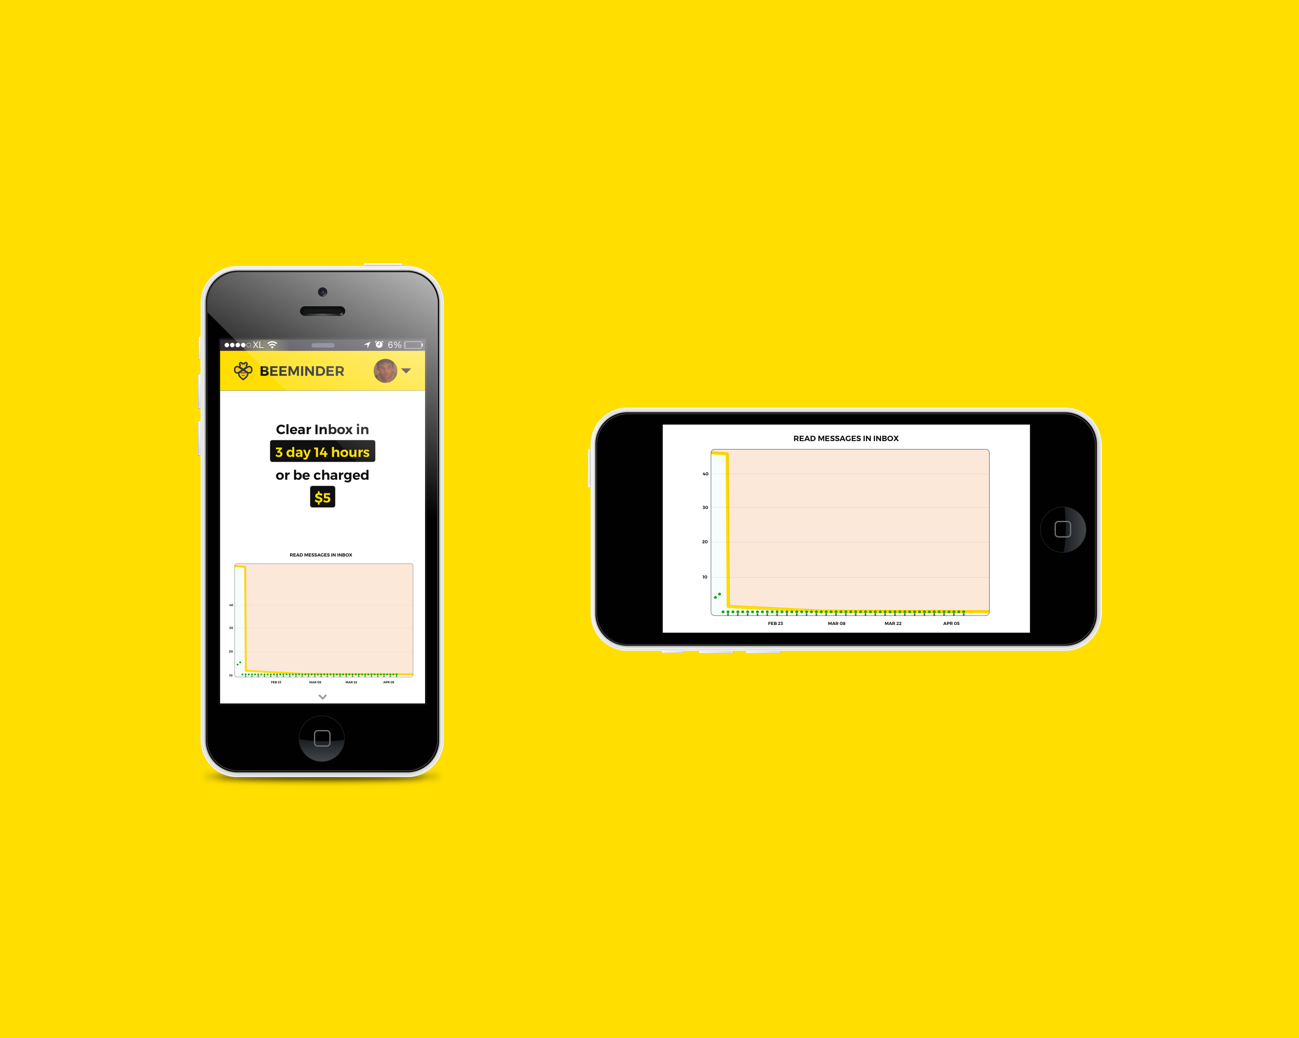 XL 6%
BEEMINDER
Clear Inbox in
3 day 14 hours
or be charged
$5
READ MESSAGES IN INBOX
40
30
20
10
FEB 23 MAR 08 MAR 22 APR 05
READ MESSAGES IN INBOX
40
30
20
10
FEB 23 MAR 08 MAR 22 APR 05